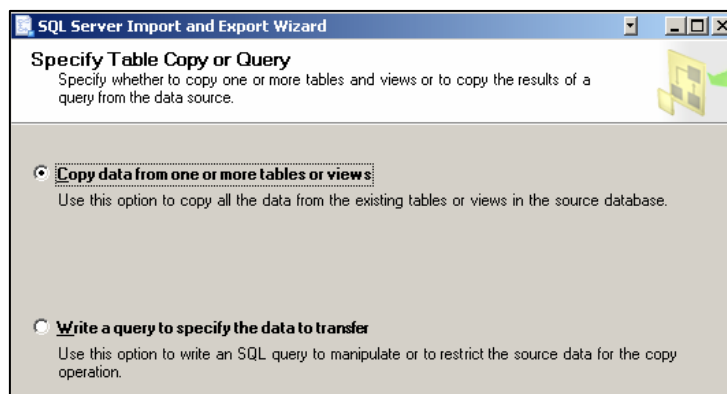 SQL Server Import and Export Wizard
Specify Table Copy or Query
Specify whether to copy one or more tables and views or to copy the results of a
query from the data source.
Copy data from one or more tables or views
Use this option to copy all the data from the existing tables or views in the source database.
Write a query to specify the data to transfer
Use this option to write an SQL query to manipulate or to restrict the source data for the copy
operation.